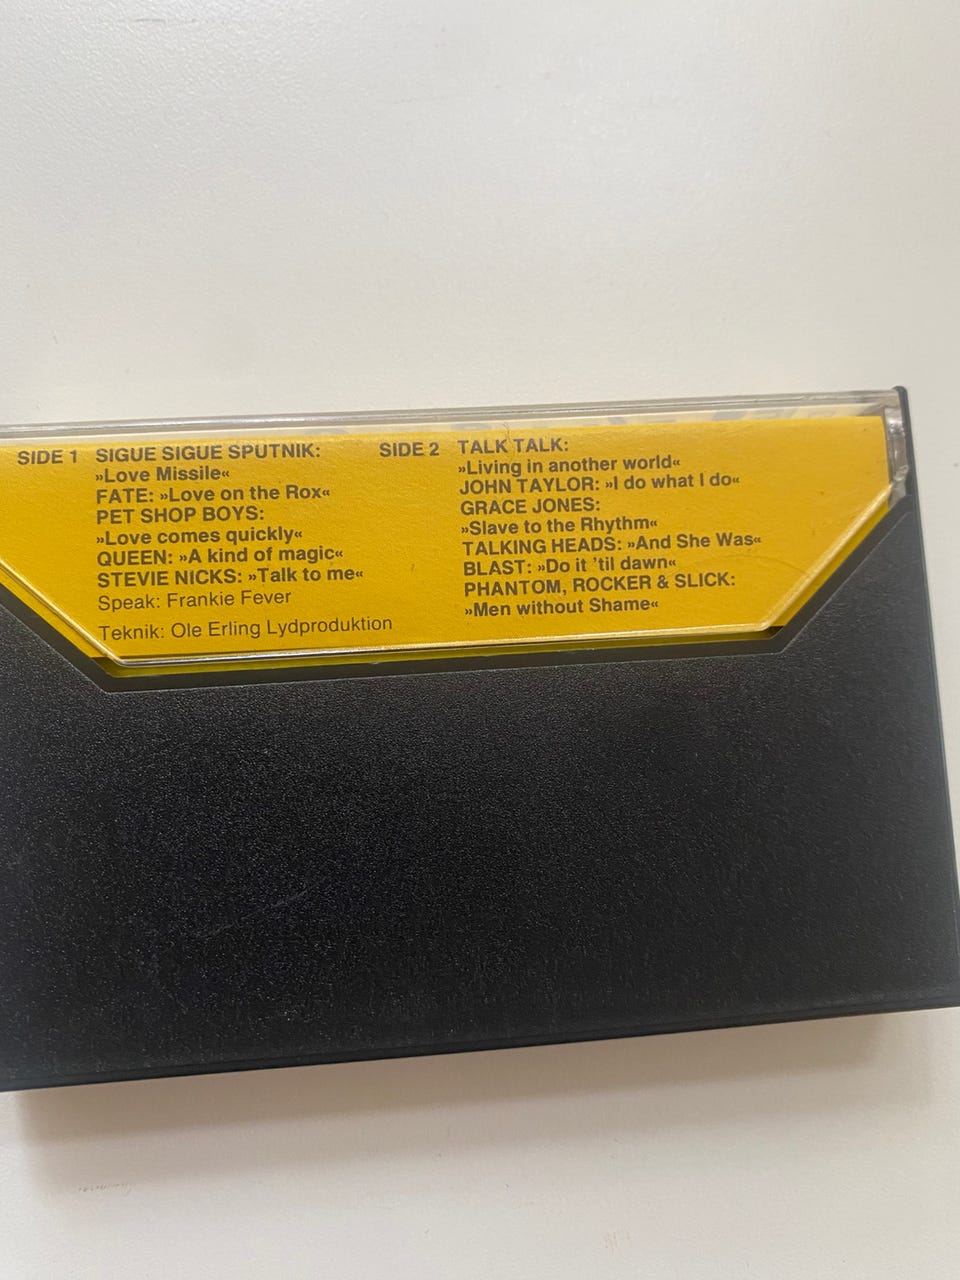 SIDE 1 SIGUE SIGUE SPUTNIK:
»Love Missile«
FATE: »Love on the Rox«
PET SHOP BOYS:
»Love comes quickly«
QUEEN: »A kind of magic«
STEVIE NICKS: »Talk to me«
Speak: Frankie Fever
Teknik: Ole Erling Lydproduktion
SIDE 2 TALK TALK:
»Living in another world«
JOHN TAYLOR: »I do what I do«
GRACE JONES:
»Slave to the Rhythm«
TALKING HEADS: »And She Was«
BLAST: »Do it 'til dawn«
PHANTOM, ROCKER & SLICK:
»Men without Shame«